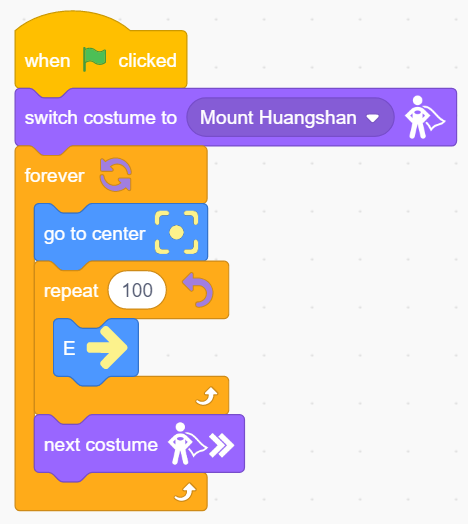 when clicked
switch costume to Mount Huangshan
forever
go to center
repeat 100
E
next costume